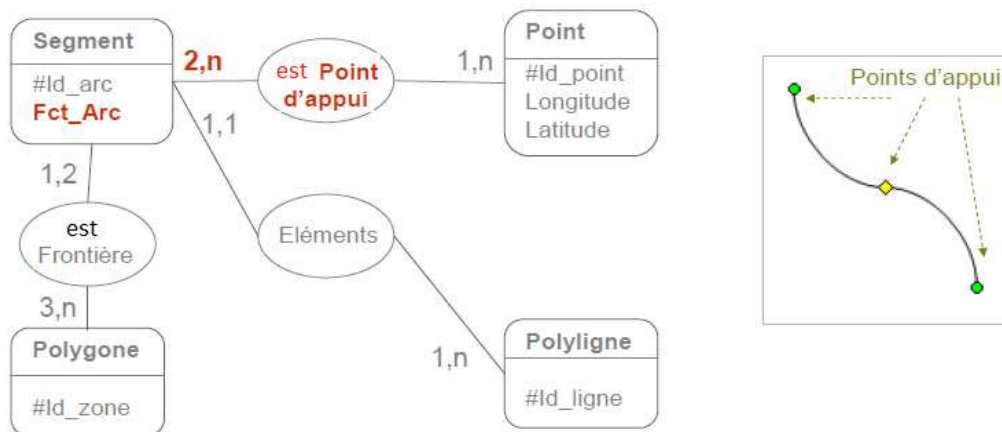 Segment
#Id_arc
Fct_Arc
2,n
est Point
d'appui
1,n
Point
#Id_point
Longitude
Latitude
Points d'appui
1,1
1,2
est
Frontière
Eléments
3,n
Polygone
#Id_zone
1,n
Polyligne
#Id_ligne